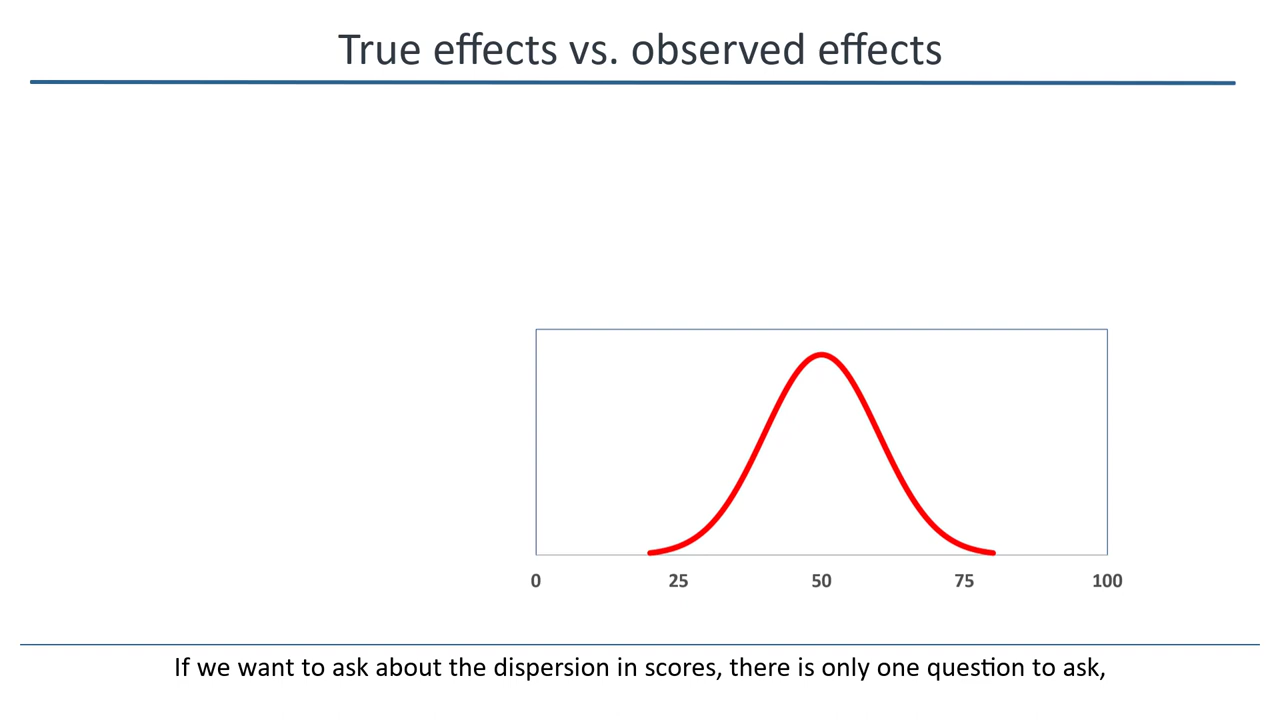 True effects vs. observed effects
0 25 50 75 100
If we want to ask about the dispersion in scores, there is only one question to ask,